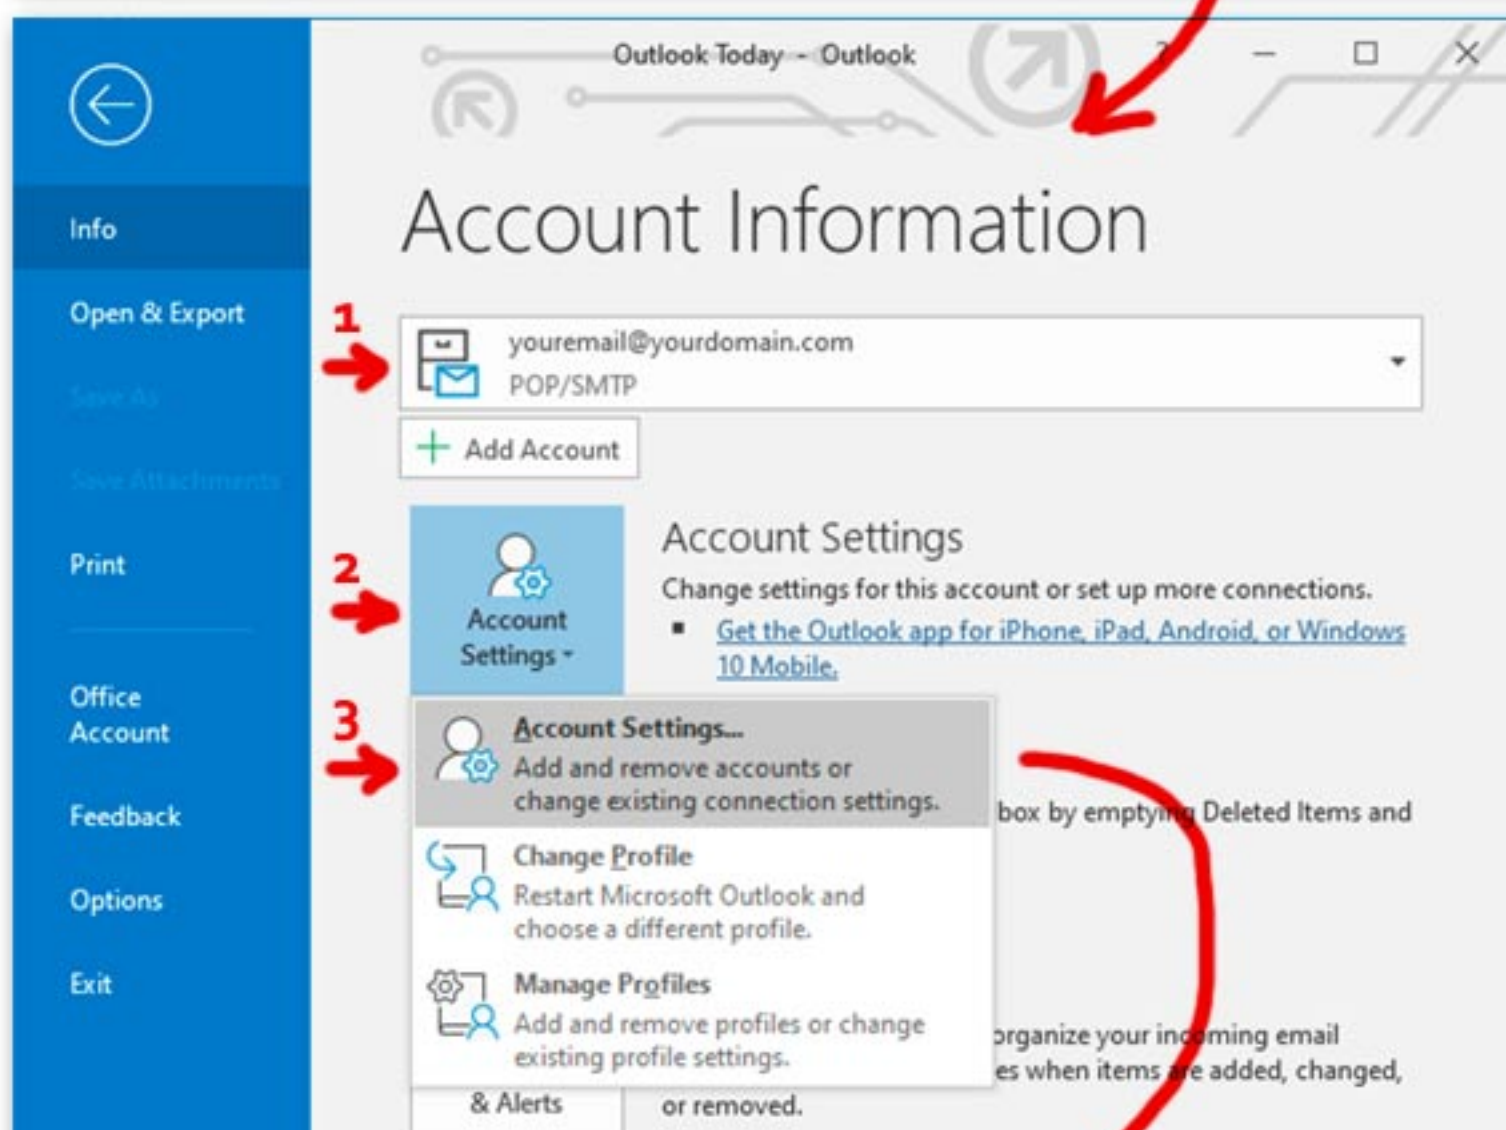 Outlook Today - Outlook
?
Info
Open & Export
Save As
Save Attachments
Print
Office
Account
Feedback
Options
Exit
Account Information
1
youremail@yourdomain.com
POP/SMTP
Add Account
2
Account
Settings
Account Settings
Change settings for this account or set up more connections.
Get the Outlook app for iPhone, iPad, Android, or Windows
10 Mobile.
3
Account Settings...
Add and remove accounts or
change existing connection settings.
Change Profile
Restart Microsoft Outlook and
choose a different profile.
Manage Profiles
Add and remove profiles or change
existing profile settings.
box by emptying Deleted Items and
organize your incoming email
es when items are added, changed,
or removed.
& Alerts